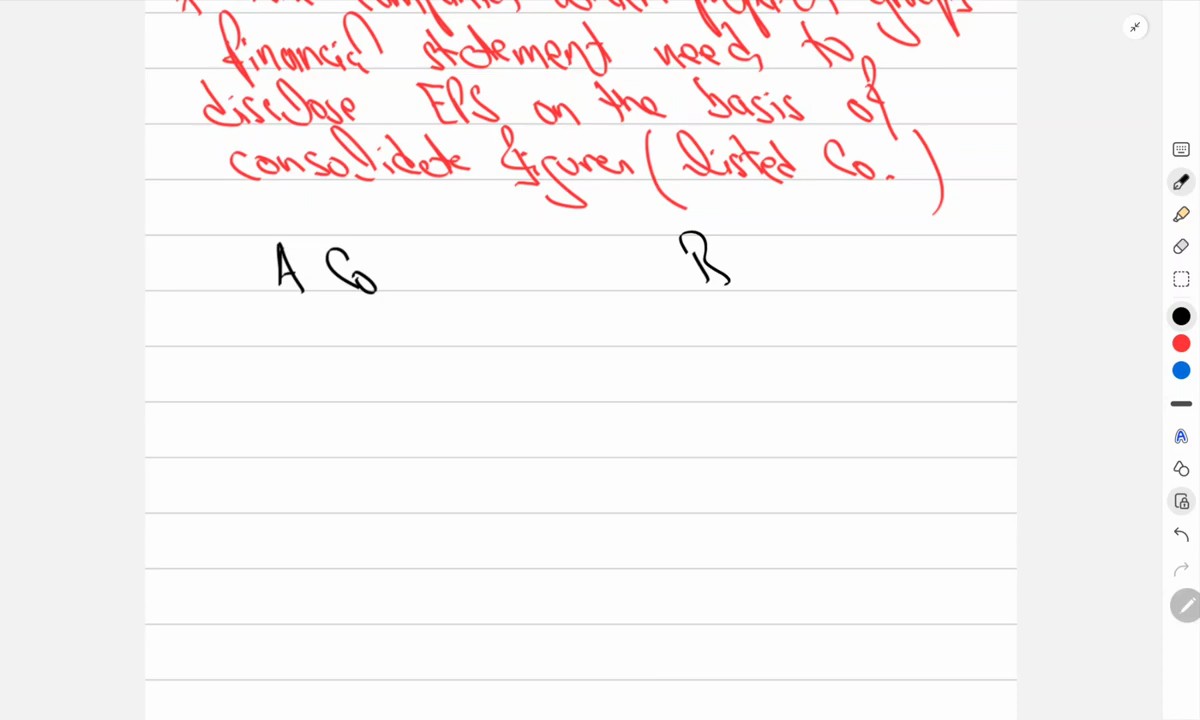 financial statement need to
disclose EPS on the basis of
consolidate figures (listed Co.)
A Co B